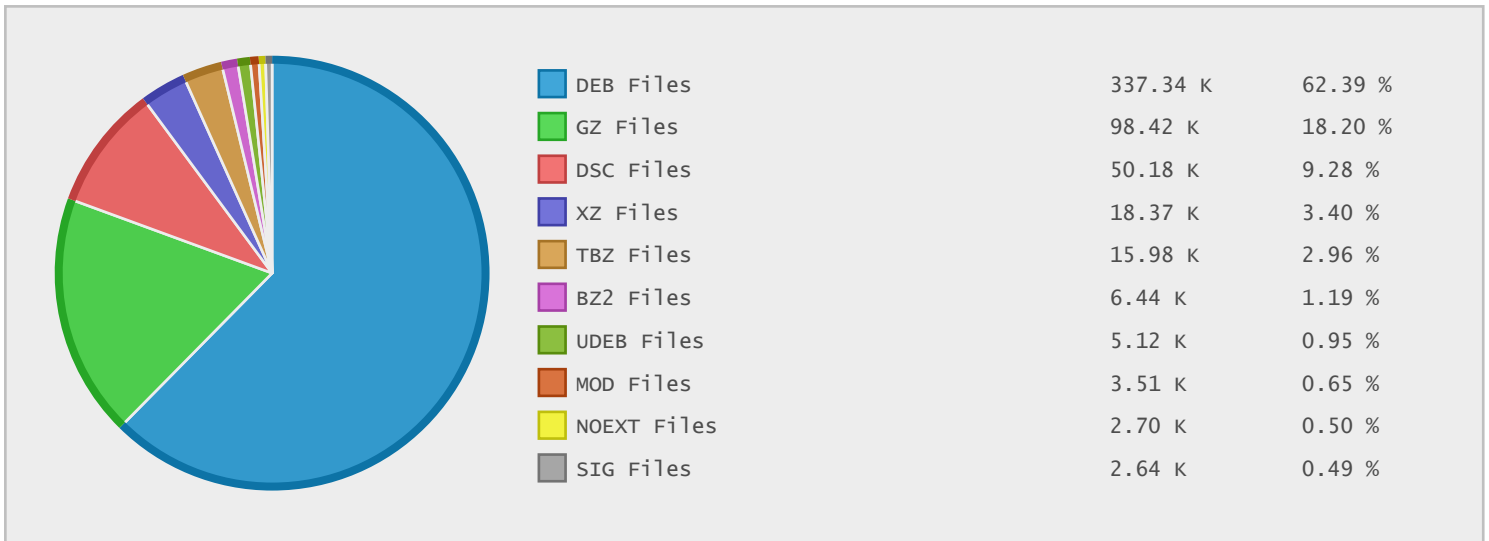 DEB Files 337.34 K 62.39 %
GZ Files 98.42 K 18.20 %
DSC Files 50.18 K 9.28 %
XZ Files 18.37 K 3.40 %
TBZ Files 15.98 K 2.96 %
BZ2 Files 6.44 K 1.19 %
UDEB Files 5.12 K 0.95 %
MOD Files 3.51 K 0.65 %
NOEXT Files 2.70 K 0.50 %
SIG Files 2.64 K 0.49 %